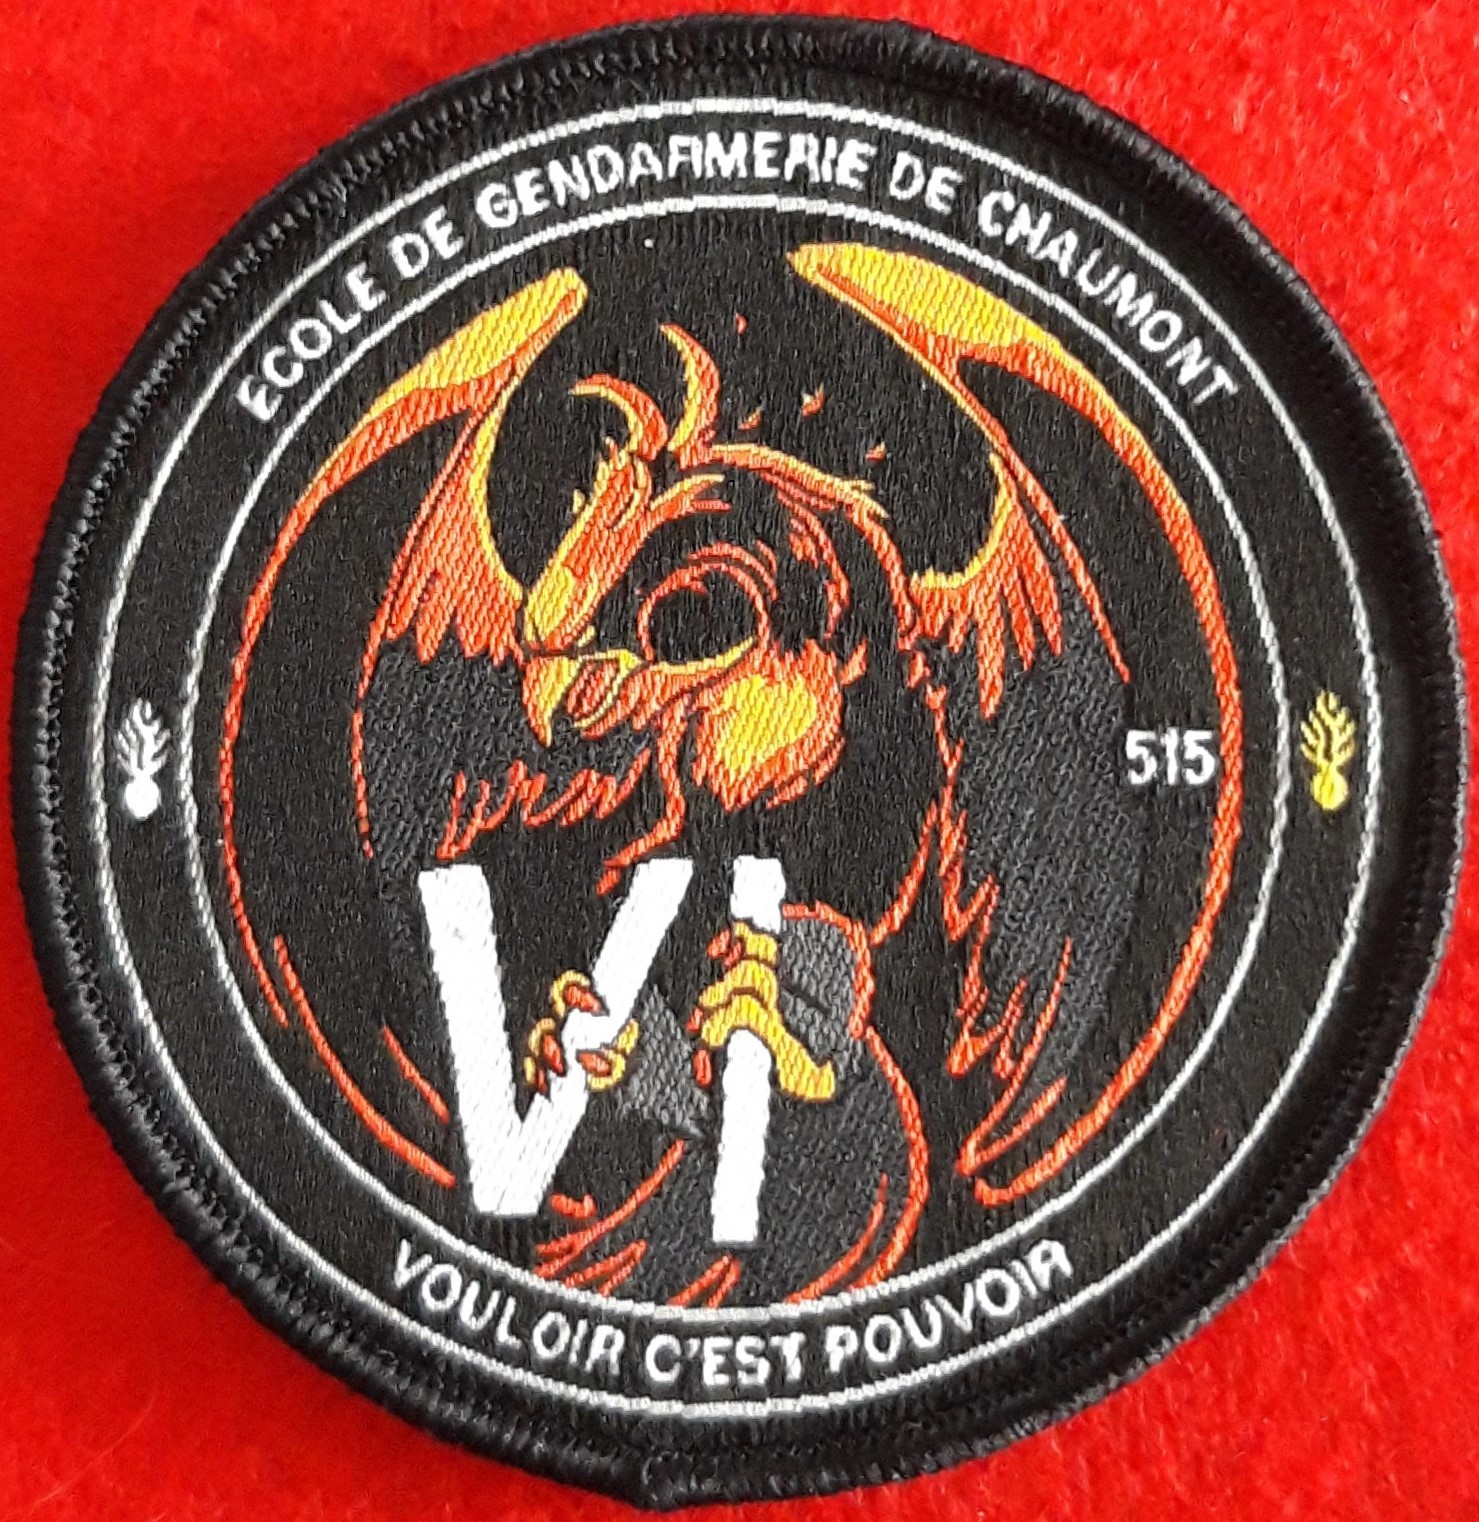 ECOLE DE GENDARMERIE DE CHAUMONT
515
VI
VOULOIR C'EST POUVOIR